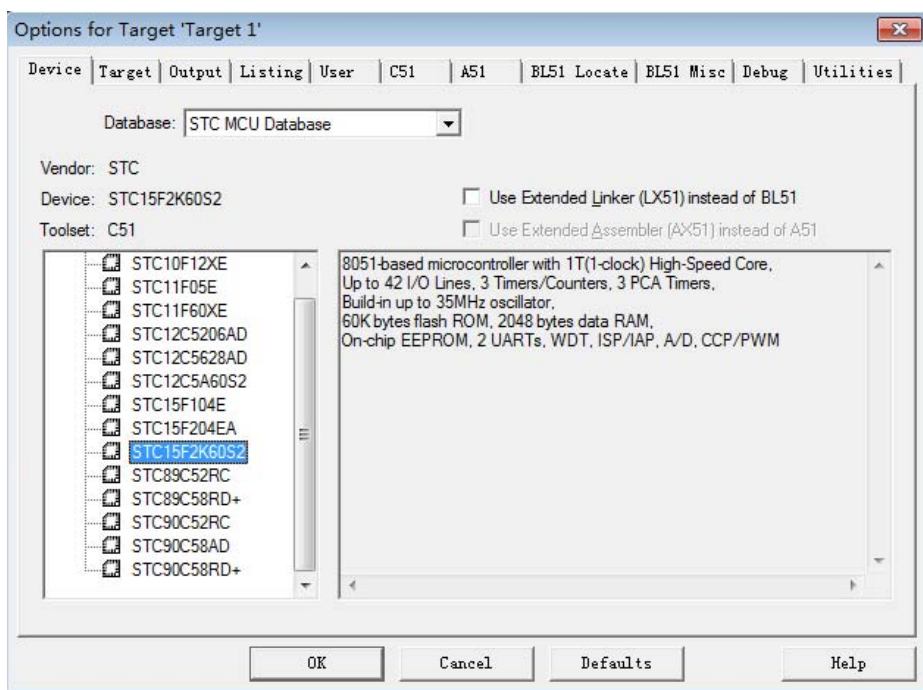 Options for Target 'Target 1'
Device Target Output Listing User C51 A51 BL51 Locate BL51 Misc Debug Utilities
Database: STC MCU Database
Vendor: STC
Device: STC15F2K60S2
Use Extended Linker (LX51) instead of BL51
Toolset: C51
Use Extended Assembler (AX51) instead of A51
STC10F12XE
STC11F05E
STC11F60XE
STC12C5206AD
STC12C5628AD
STC12C5A60S2
STC15F104E
STC15F204EA
STC15F2K60S2
STC89C52RC
STC89C58RD+
STC90C52RC
STC90C58AD
STC90C58RD+
8051-based microcontroller with 1T(1-clock) High-Speed Core,
Up to 42 I/O Lines, 3 Timers/Counters, 3 PCA Timers,
Build-in up to 35MHz oscillator,
60K bytes flash ROM, 2048 bytes data RAM,
On-chip EEPROM, 2 UARTs, WDT, ISP/IAP, A/D, CCP/PWM
OK Cancel Defaults Help